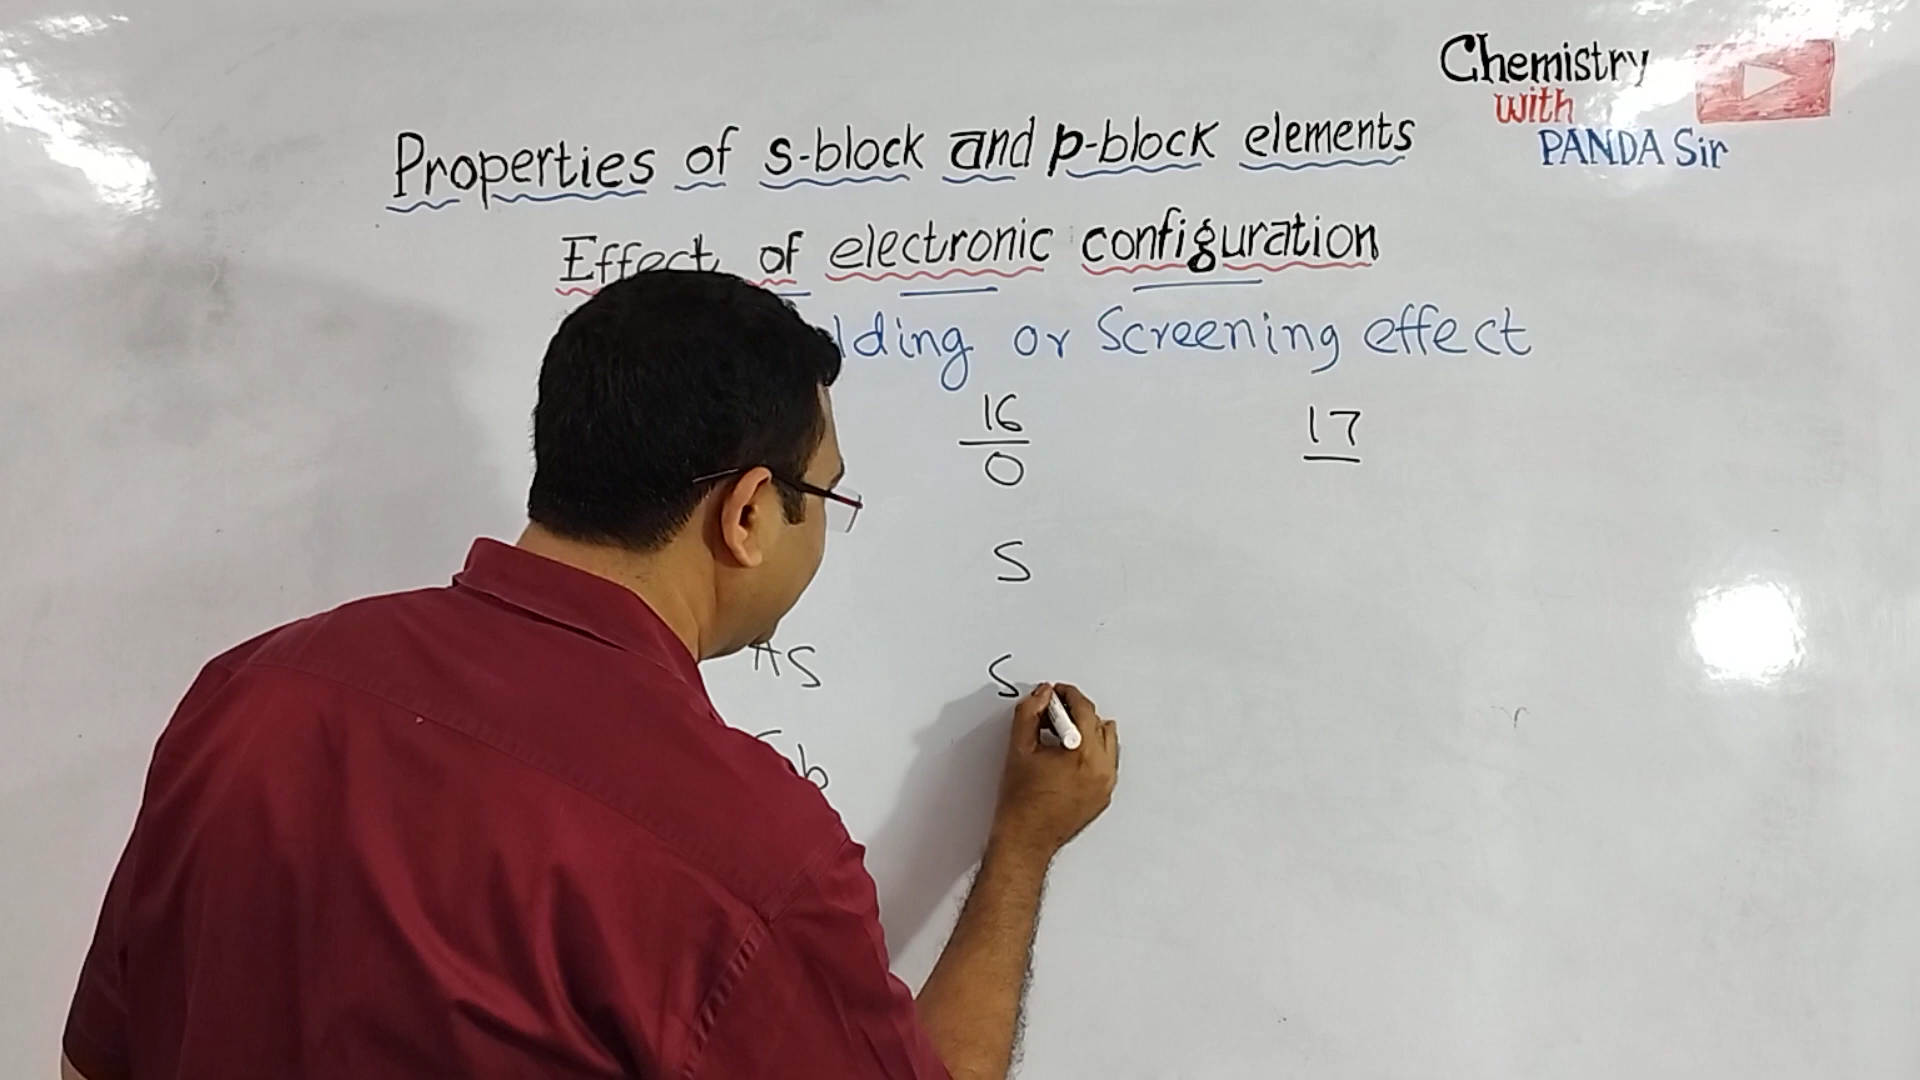 Chemistry
with
PANDA Sir
Properties of s-block and p-block elements
Effect of electronic configuration
lding or Screening effect
16
17
O
S
As
S
b